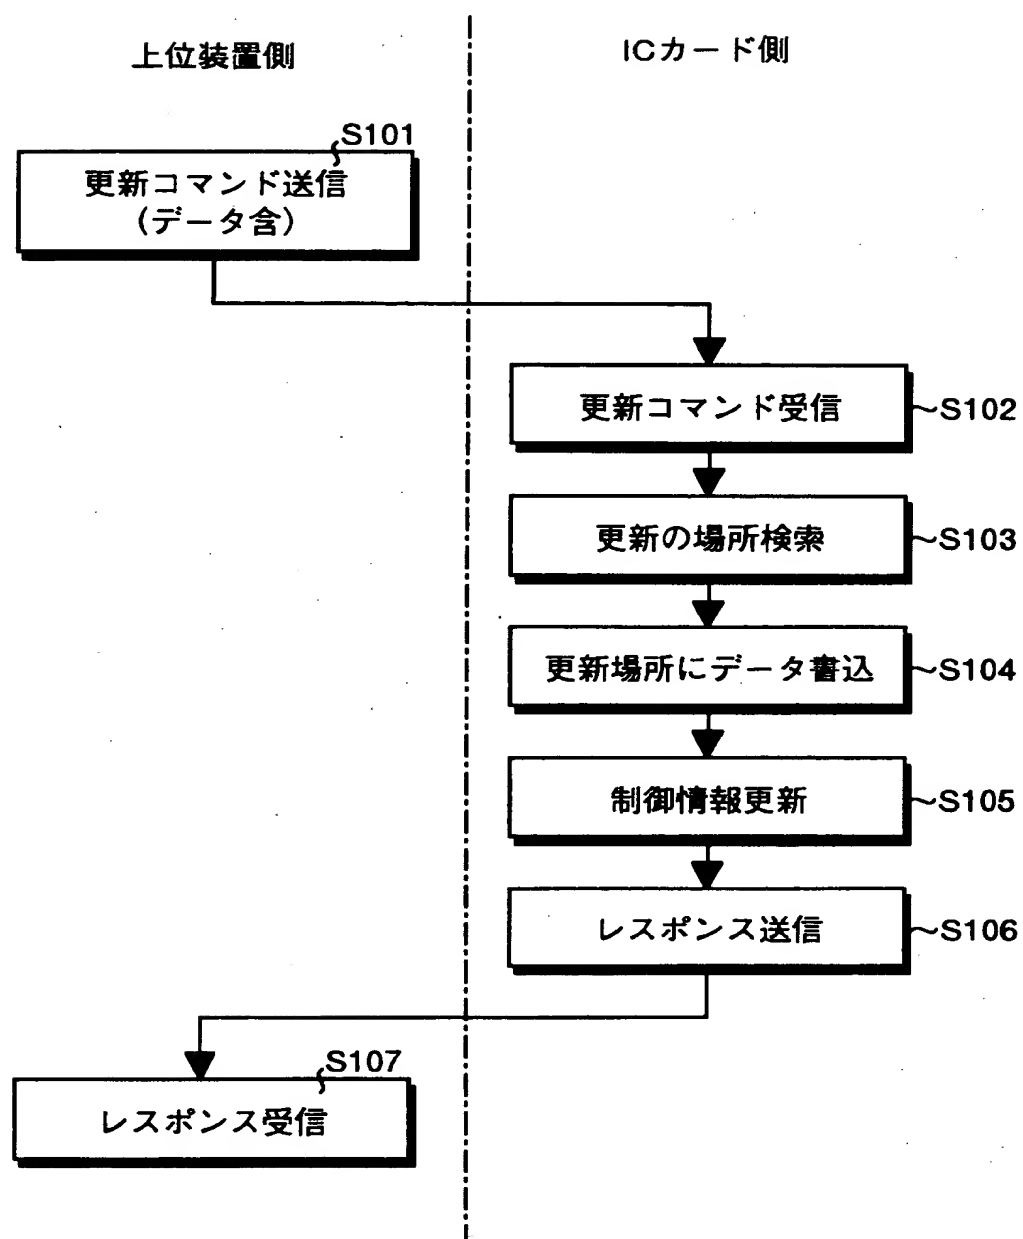 上位装置側
ICカード側
S101
更新コマンド送信
(データ含)
更新コマンド受信
S102
更新の場所検索
S103
更新場所にデータ書込
S104
制御情報更新
S105
レスポンス送信
S106
S107
レスポンス受信